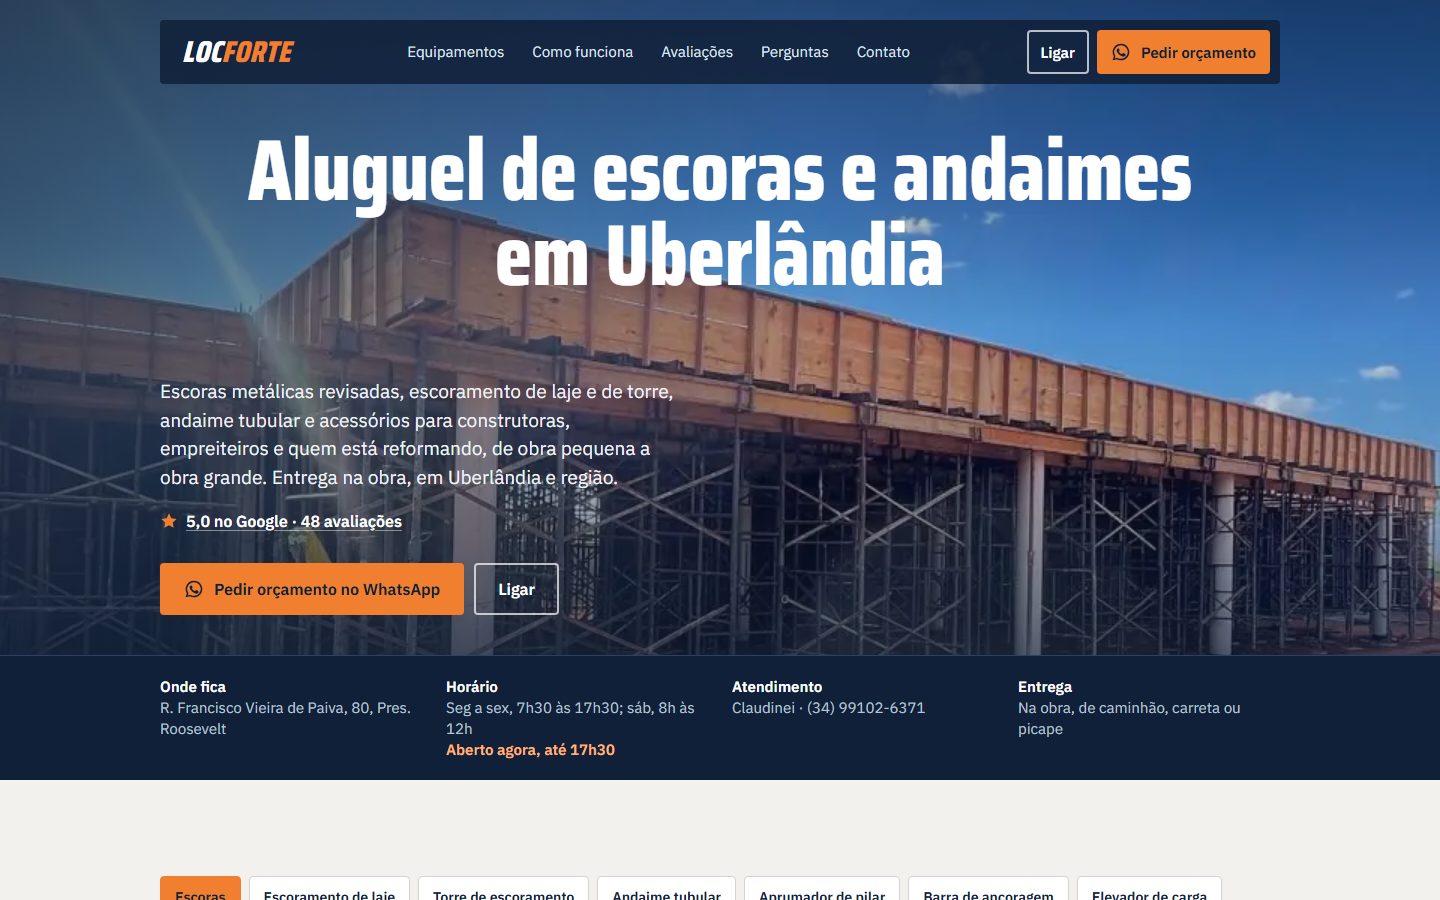 LOCFORTE
Equipamentos
Como funciona
Avaliações
Perguntas
Contato
Ligar
Pedir orçamento
Aluguel de escoras e andaimes
em Uberlândia
Escoras metálicas revisadas, escoramento de laje e de torre,
andaime tubular e acessórios para construtoras,
empreiteiros e quem está reformando, de obra pequena a
obra grande. Entrega na obra, em Uberlândia e região.
5,0 no Google · 48 avaliações
Pedir orçamento no WhatsApp
Ligar
Onde fica
R. Francisco Vieira de Paiva, 80, Pres.
Roosevelt
Horário
Seg a sex, 7h30 às 17h30; sáb, 8h às
12h
Aberto agora, até 17h30
Atendimento
Claudinei · (34) 99102-6371
Entrega
Na obra, de caminhão, carreta ou
picape
Escoras
Escoramento de laje
Torre de escoramento
Andaime tubular
Aprumador de pilar
Barra de ancoragem
Elevador de carga